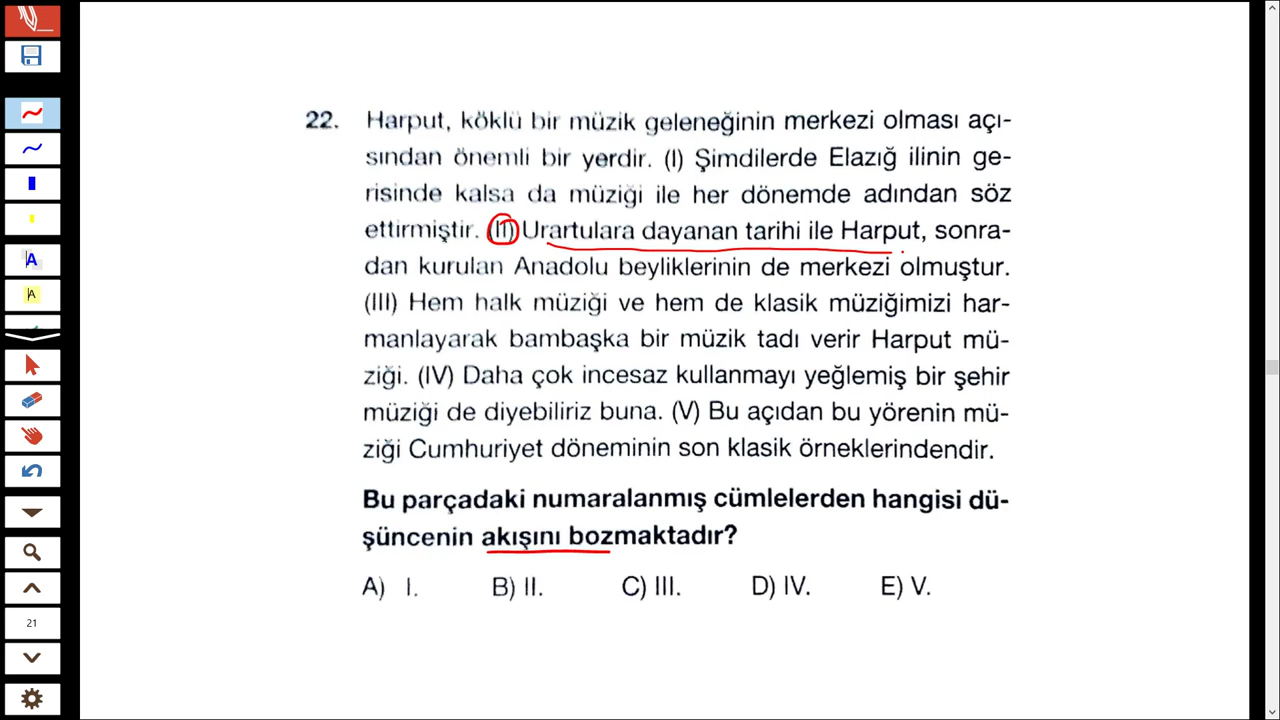 22. Harput, köklü bir müzik geleneğinin merkezi olması açı-
sından önemli bir yerdir. (I) Şimdilerde Elazığ ilinin ge-
risinde kalsa da müziği ile her dönemde adından söz
ettirmiştir. (II) Urartulara dayanan tarihi ile Harput, sonra-
dan kurulan Anadolu beyliklerinin de merkezi olmuştur.
(III) Hem halk müziği ve hem de klasik müziğimizi har-
manlayarak bambaşka bir müzik tadı verir Harput mü-
ziği. (IV) Daha çok incesaz kullanmayı yeğlemiş bir şehir
müziği de diyebiliriz buna. (V) Bu açıdan bu yörenin mü-
ziği Cumhuriyet döneminin son klasik örneklerindendir.
Bu parçadaki numaralanmış cümlelerden hangisi dü-
şüncenin akışını bozmaktadır?
A) I. B) II. C) III. D) IV. E) V.
A
A
21